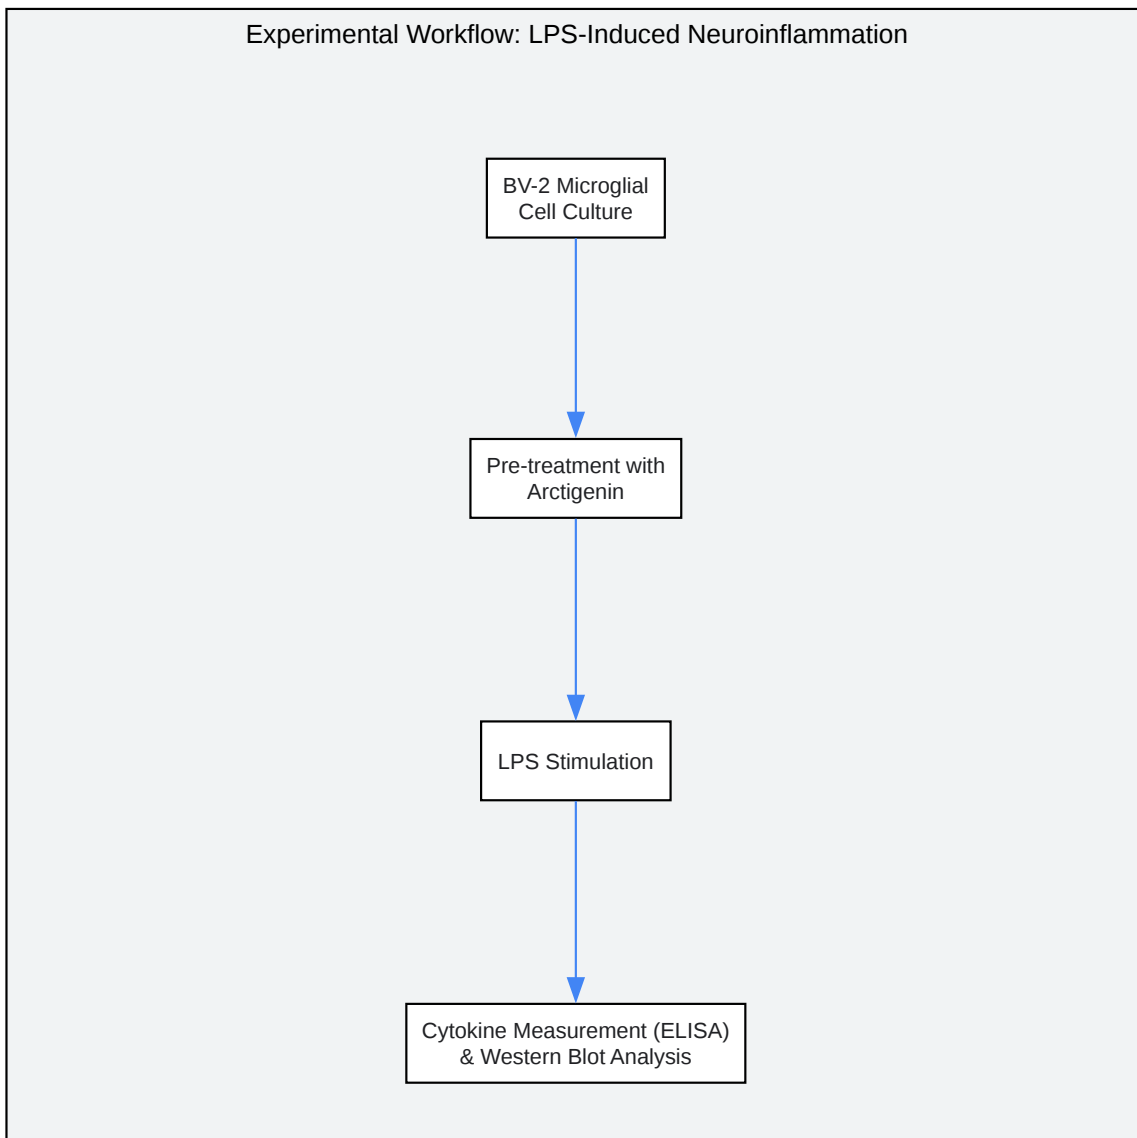 Experimental Workflow: LPS-Induced Neuroinflammation
BV-2 Microglial
Cell Culture
Pre-treatment with
Arctigenin
LPS Stimulation
Cytokine Measurement (ELISA)
& Western Blot Analysis